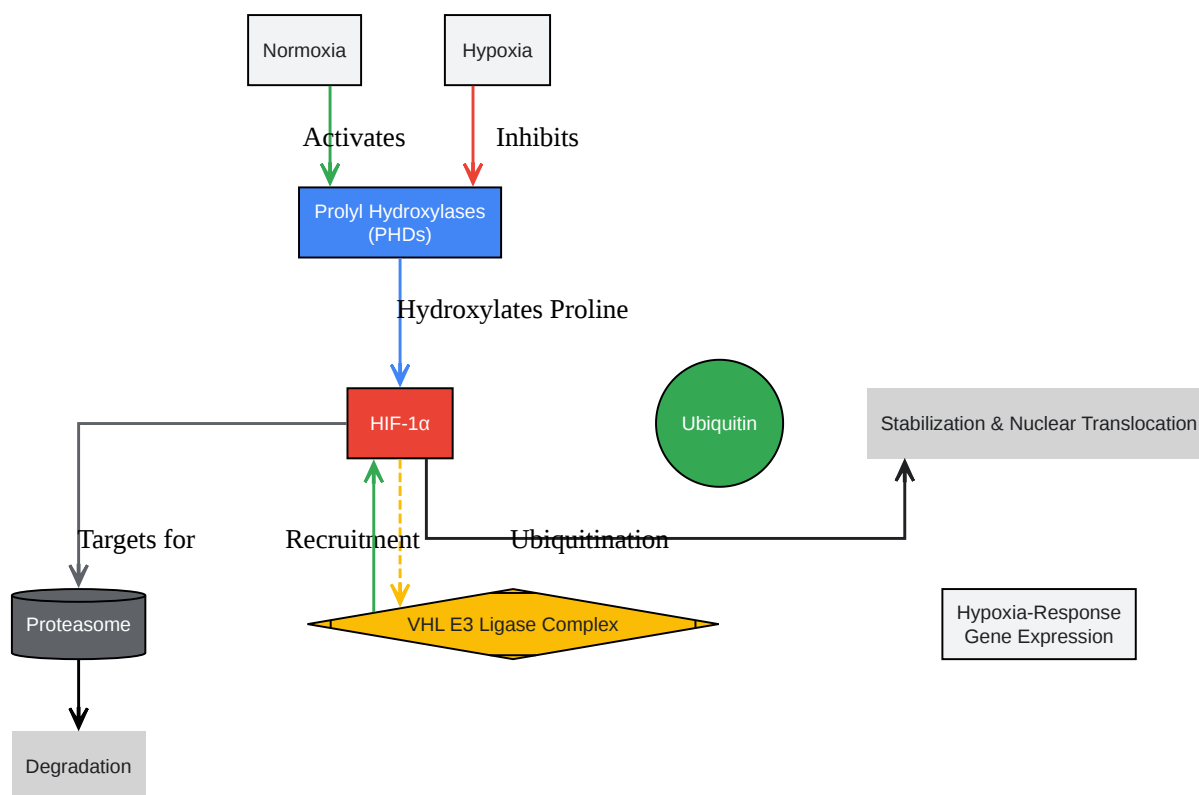 Normoxia
Hypoxia
Activates
Inhibits
Prolyl Hydroxylases
(PHDs)
Hydroxylates Proline
HIF-1α
Ubiquitin
Stabilization & Nuclear Translocation
Targets for
Recruitment
Ubiquitination
Proteasome
VHL E3 Ligase Complex
Hypoxia-Response
Gene Expression
Degradation